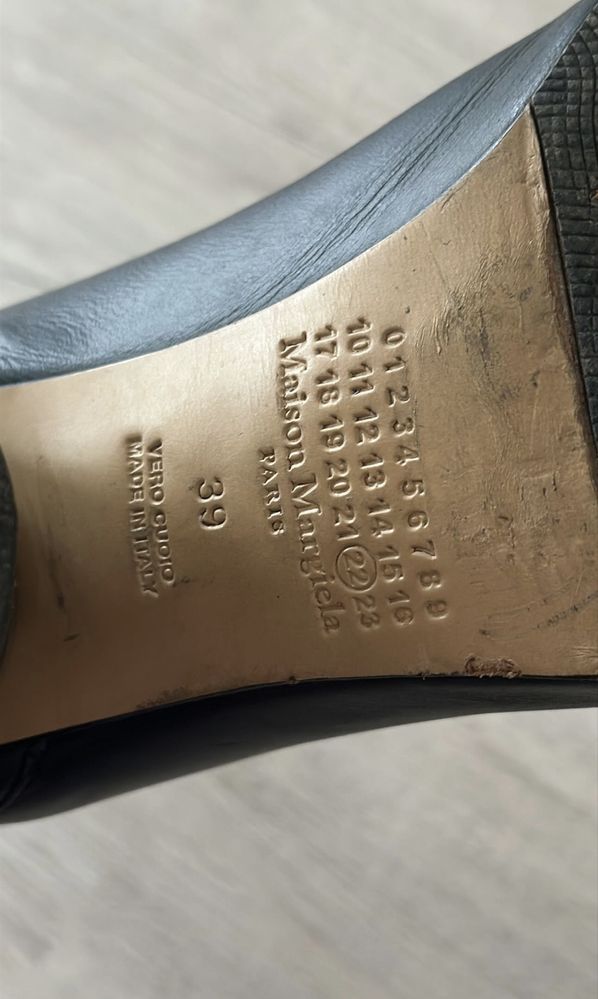 0 1 2 3 4 5 6 7 8 9
10 11 12 13 14 15 16
17 18 19 20 21 22 23
Maison Margiela
PARIS
39
VERO CUOIO
MADE IN ITALY